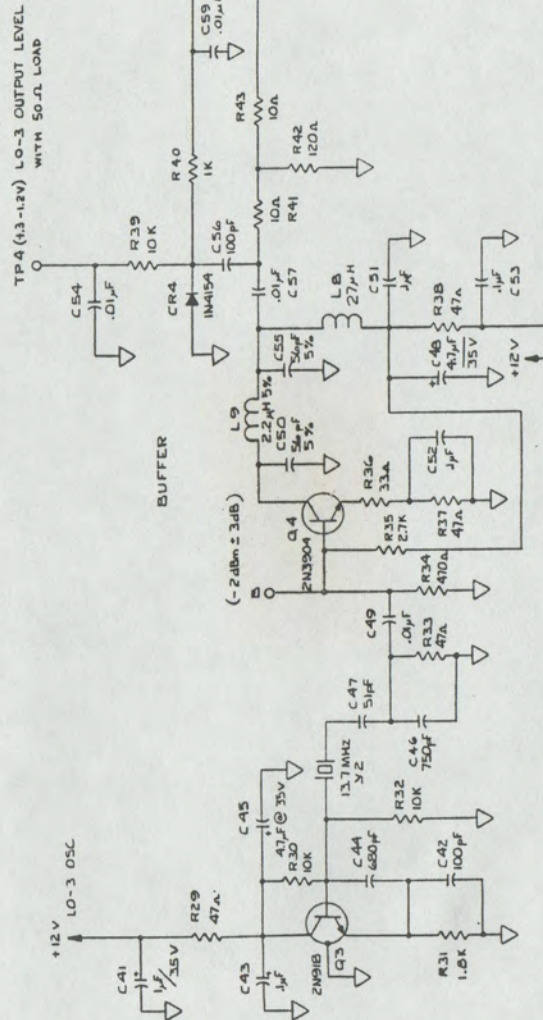 TP4 (+.3-1.2V) LO-3 OUTPUT LEVEL
WITH 50Ω LOAD
C59
.01µF
C54
.01µF
R39
10K
R40
1K
CR4
1N4154
C56
100pF
R43
10Ω
R42
120Ω
10Ω
R41
.01µF
C57
BUFFER
L9
2.2µH 5%
C50
56pF
5%
C55
56pF
5%
L8
27µH
C51
.1µF
R38
47Ω
C48
4.7µF
35V
.1µF
C53
+12V
(-2dBm ± 3dB)
B
Q4
2N3904
R36
33Ω
R35
2.7K
C52
.1µF
R37
47Ω
R34
470Ω
C49
.01µF
R33
47Ω
C47
51pF
C46
750pF
13.7MHZ
Y2
+12V
LO-3 OSC
C41
1µF/35V
R29
47Ω
C45
4.7µF@35V
C43
.1µF
R30
10K
R32
10K
C44
680pF
C42
100pF
2N918
Q3
R31
1.8K